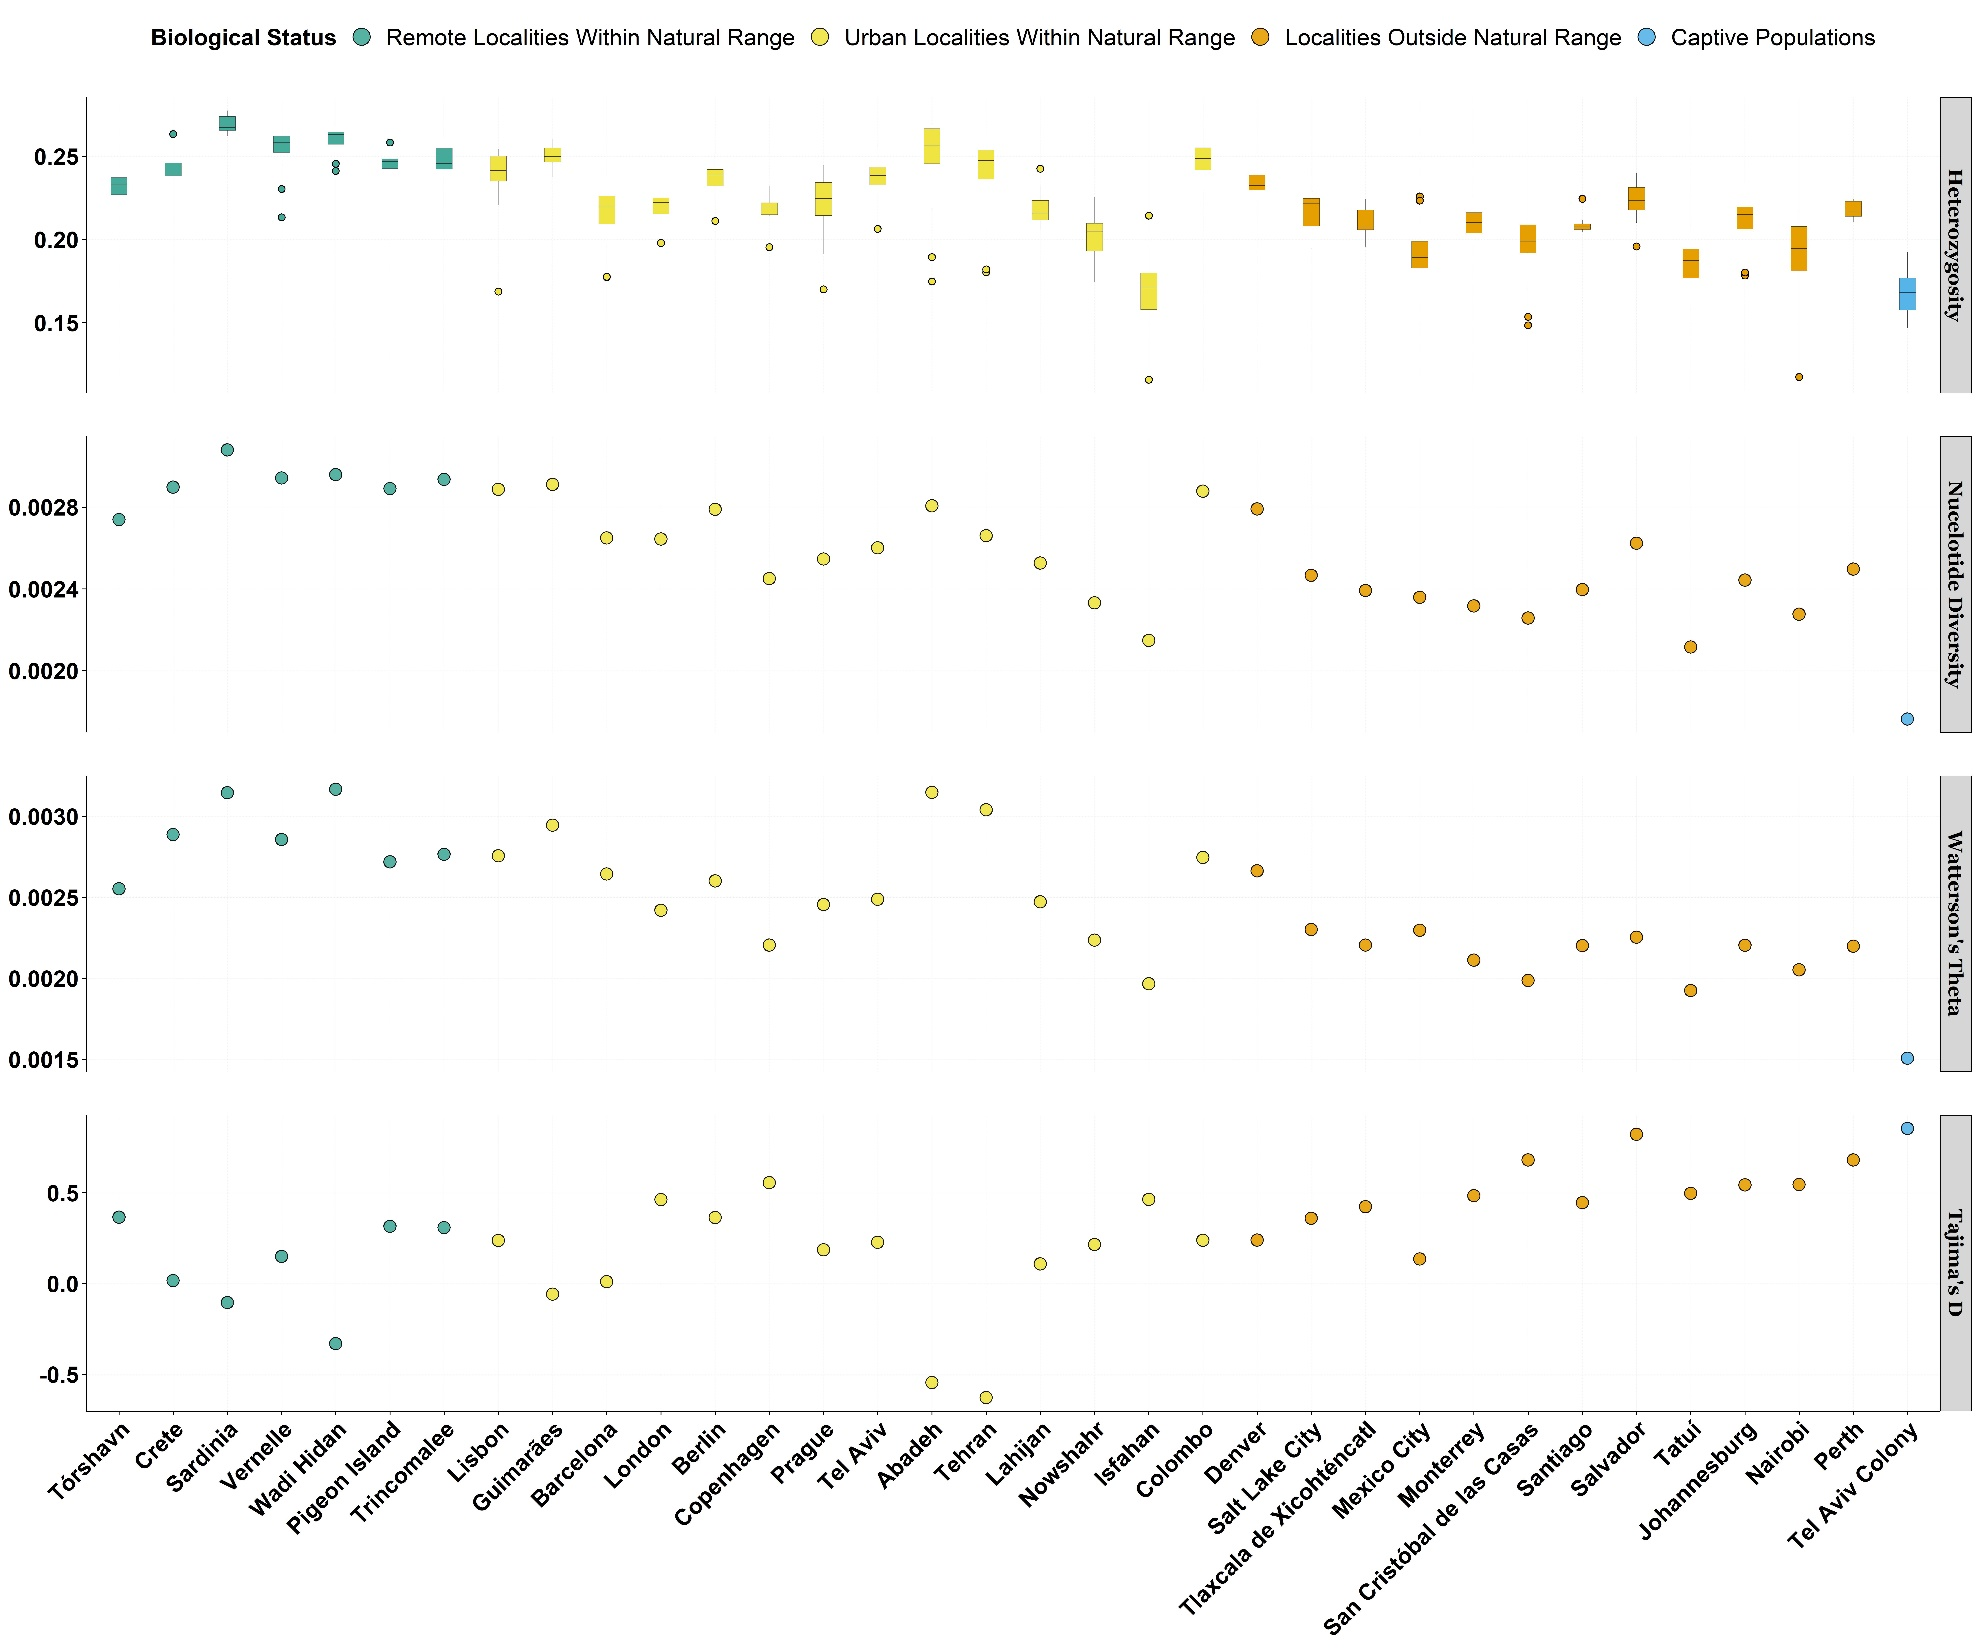 Biological Status Remote Localities Within Natural Range Urban Localities Within Natural Range Localities Outside Natural Range Captive Populations
0.25
0.20
0.15
Heterozygosity
0.0028
0.0024
0.0020
Nucelotide Diversity
0.0030
0.0025
0.0020
0.0015
Watterson's Theta
0.5
0.0
-0.5
Tajima's D
Tórshavn
Crete
Sardinia
Vernelle
Wadi Hidan
Pigeon Island
Trincomalee
Lisbon
Guimarães
Barcelona
London
Berlin
Copenhagen
Prague
Tel Aviv
Abadeh
Tehran
Lahijan
Nowshahr
Isfahan
Colombo
Denver
Salt Lake City
Tlaxcala de Xicohténcatl
Mexico City
Monterrey
San Cristóbal de las Casas
Santiago
Salvador
Tatuí
Johannesburg
Nairobi
Perth
Tel Aviv Colony